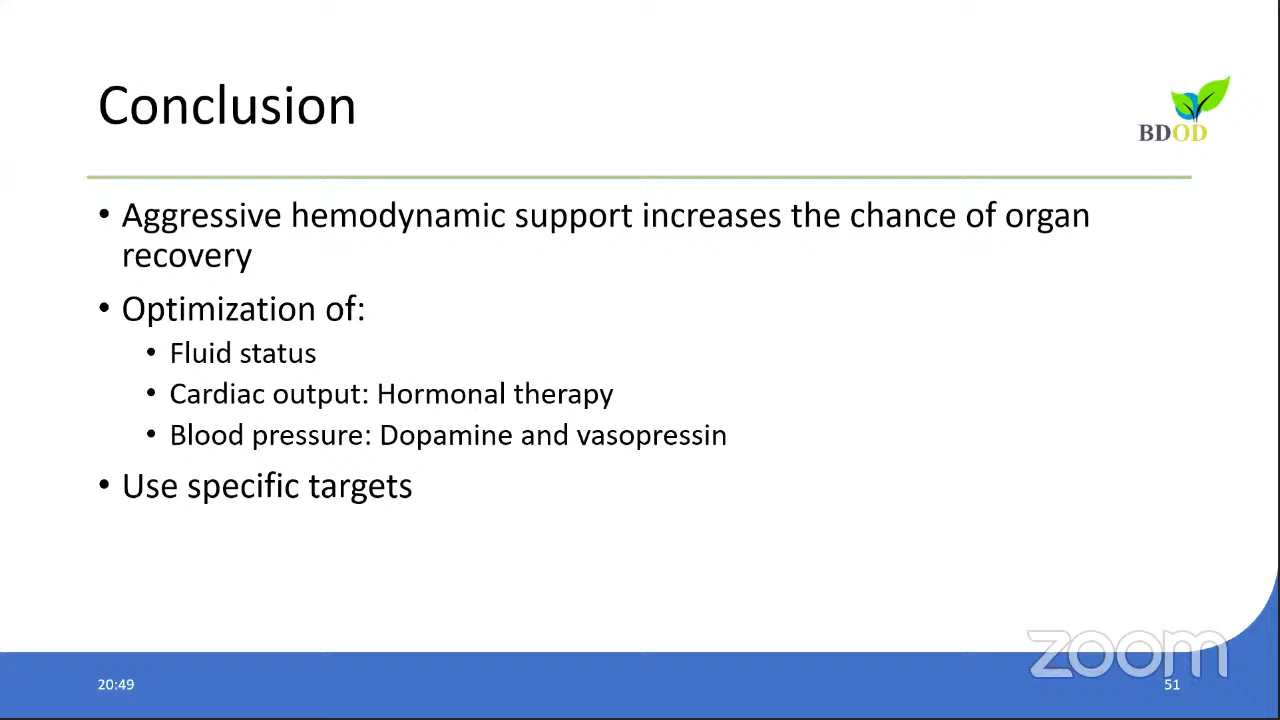 Conclusion
BDOD
• Aggressive hemodynamic support increases the chance of organ
recovery
• Optimization of:
• Fluid status
• Cardiac output: Hormonal therapy
• Blood pressure: Dopamine and vasopressin
• Use specific targets
zoom
20:49
51